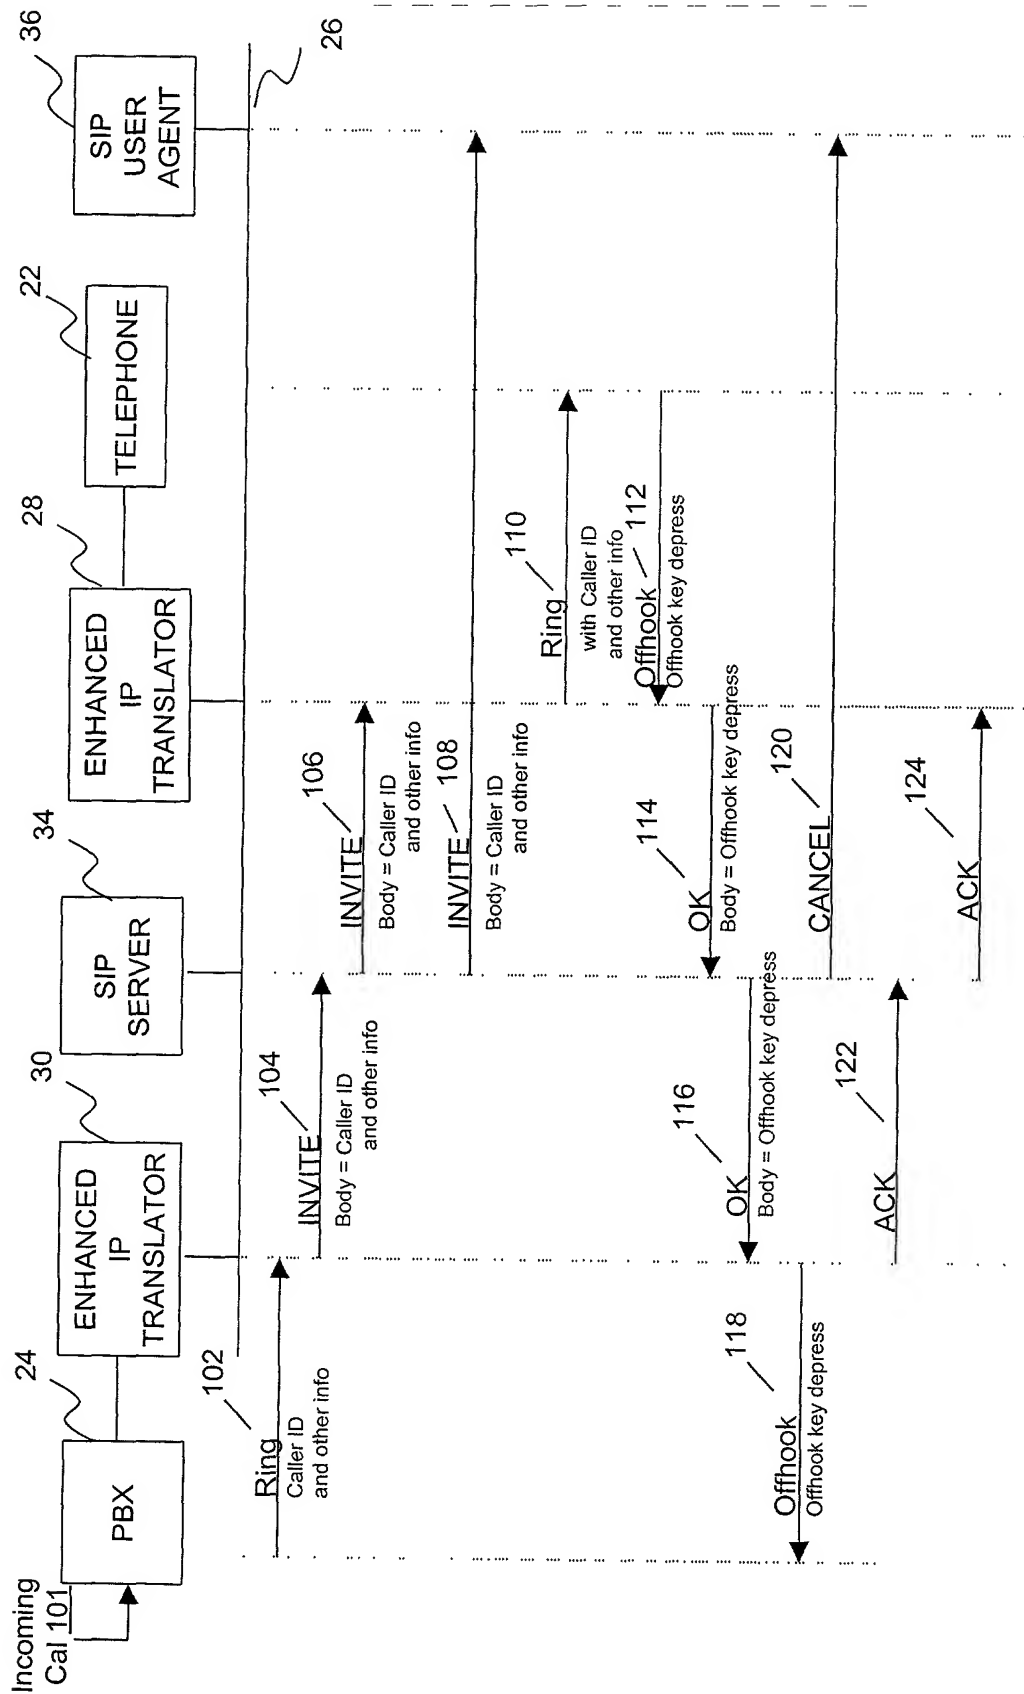 Incoming
Cal 101
24
PBX
30
ENHANCED
IP
TRANSLATOR
34
SIP
SERVER
28
ENHANCED
IP
TRANSLATOR
22
TELEPHONE
36
SIP
USER
AGENT
26
102
Ring
Caller ID
and other info
104
INVITE
Body = Caller ID
and other info
106
INVITE
Body = Caller ID
and other info
108
INVITE
Body = Caller ID
and other info
110
Ring
with Caller ID
and other info
112
Offhook
Offhook key depress
114
OK
Body = Offhook key depress
116
OK
Body = Offhook key depress
118
Offhook
Offhook key depress
120
CANCEL
122
ACK
124
ACK